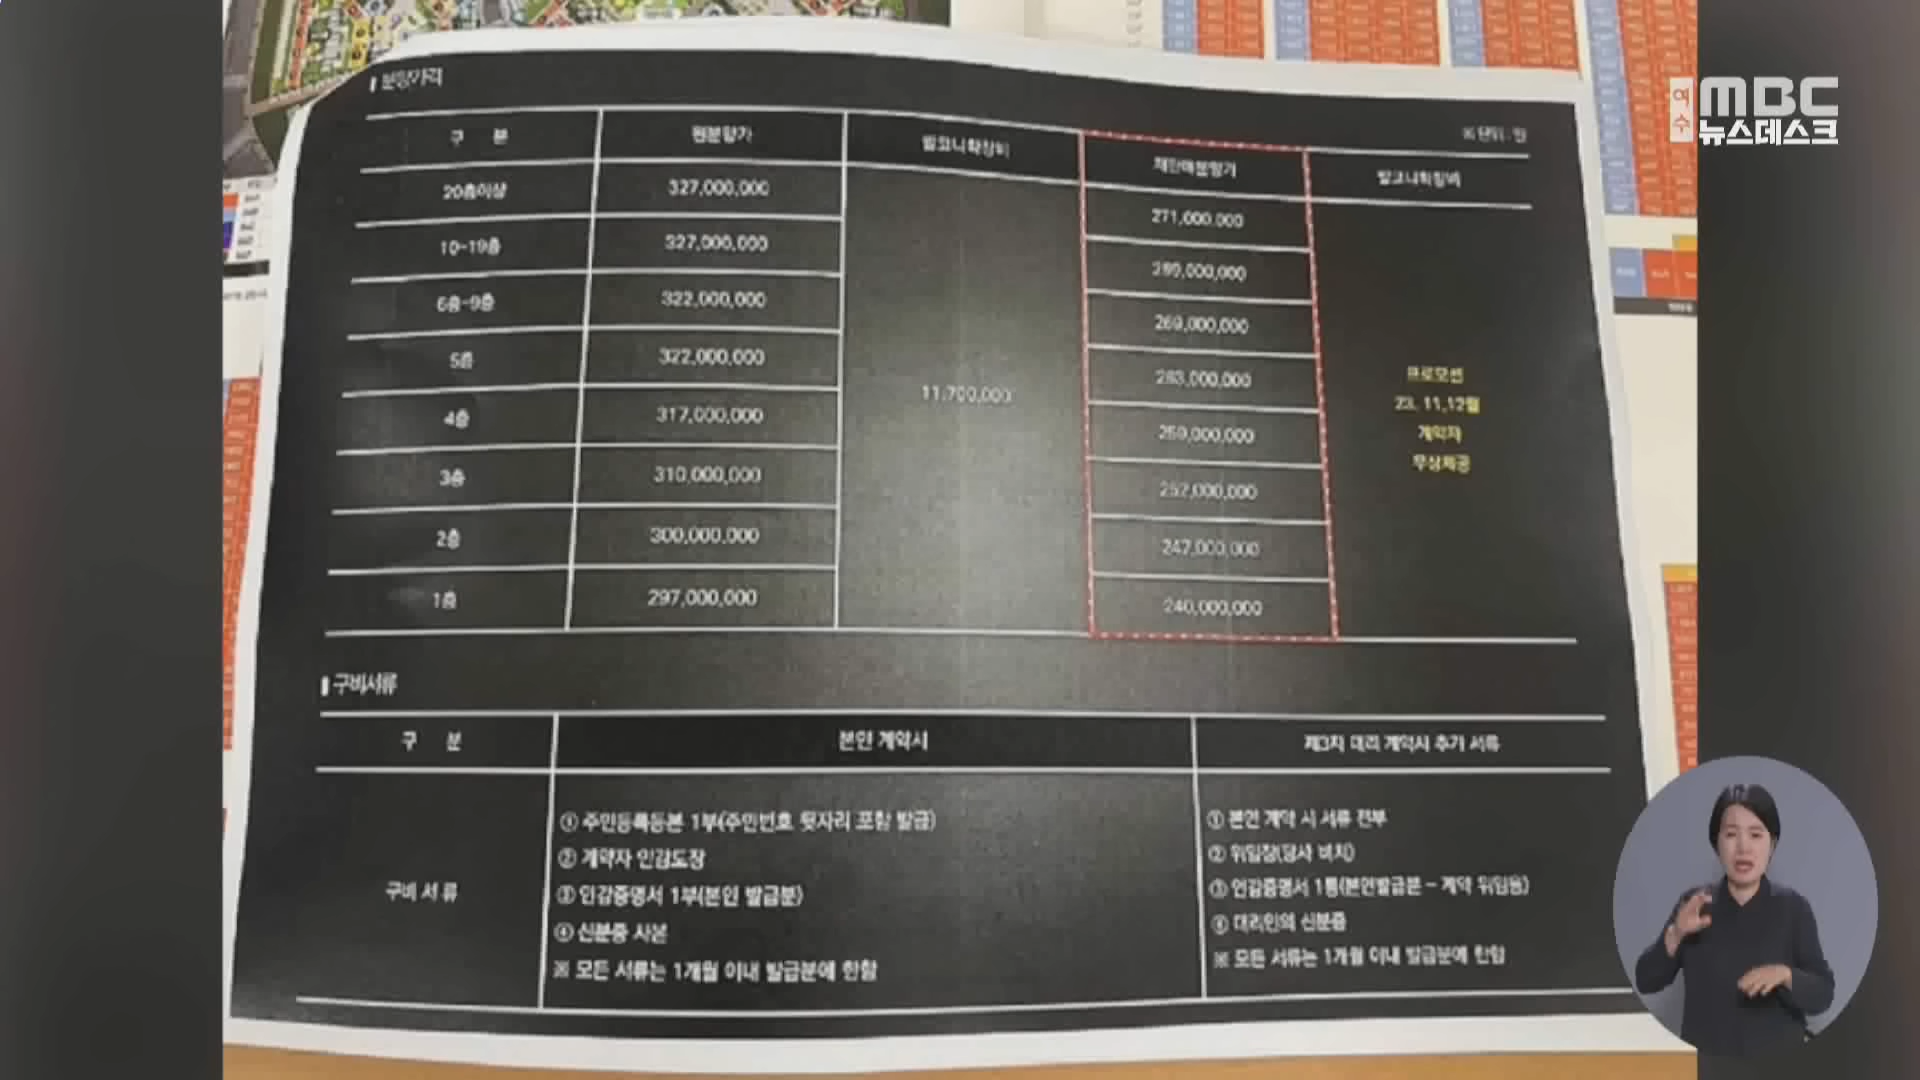 여수 MBC
뉴스데스크
분양가격
※ 단위 : 원
구 분 원분양가 발코니확장비 재판매분양가 발코니확장비
20층이상 327,000,000 271,000,000
10-19층 327,000,000
6층-9층 322,000,000 269,000,000
5층 322,000,000 263,000,000
4층 317,000,000 259,000,000
3층 310,000,000 252,000,000
2층 300,000,000 247,000,000
1층 297,000,000 240,000,000
11,700,000
프로모션
23. 11,12월
계약자
무상제공
구비서류
구 분 본인 계약시 제3자 대리 계약시 추가 서류
구비 서류
① 주민등록등본 1부(주민번호 뒷자리 포함 발급)
② 계약자 인감도장
③ 인감증명서 1부(본인 발급분)
④ 신분증 사본
※ 모든 서류는 1개월 이내 발급분에 한함
① 본인 계약 시 서류 전부
② 위임장(당사 비치)
③ 인감증명서 1통(본인발급분 – 계약 위임용)
④ 대리인의 신분증
※ 모든 서류는 1개월 이내 발급분에 한함